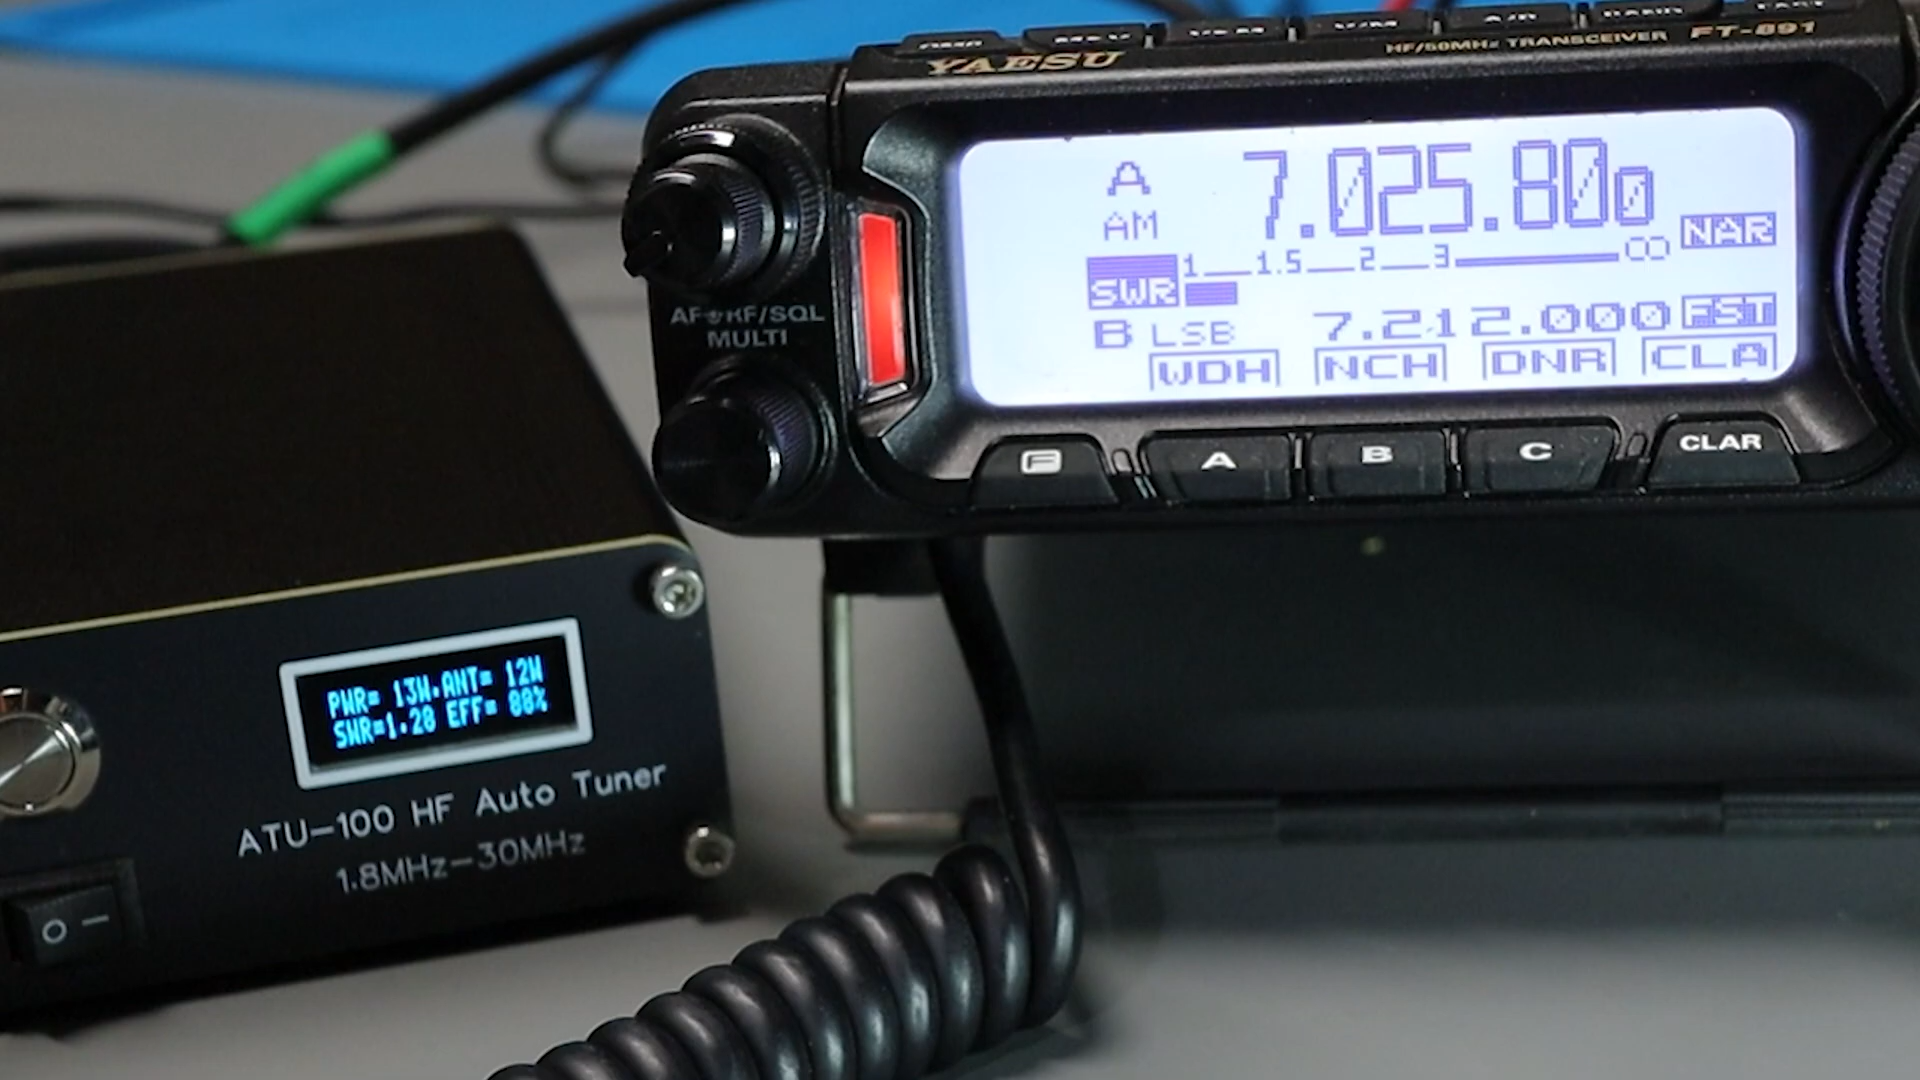 YAESU
HF/50MHz TRANSCEIVER FT-891
A 7.025.800
AM NAR
1 1.5 2 3 ∞
SWR
B LSB 7.212.000 FST
WDH NCH DNR CLA
AF RF/SQL
MULTI
F A B C CLAR
PWR= 13W ANT= 12W
SWR=1.28 EFF= 88%
ATU-100 HF Auto Tuner
1.8MHz-30MHz
O –